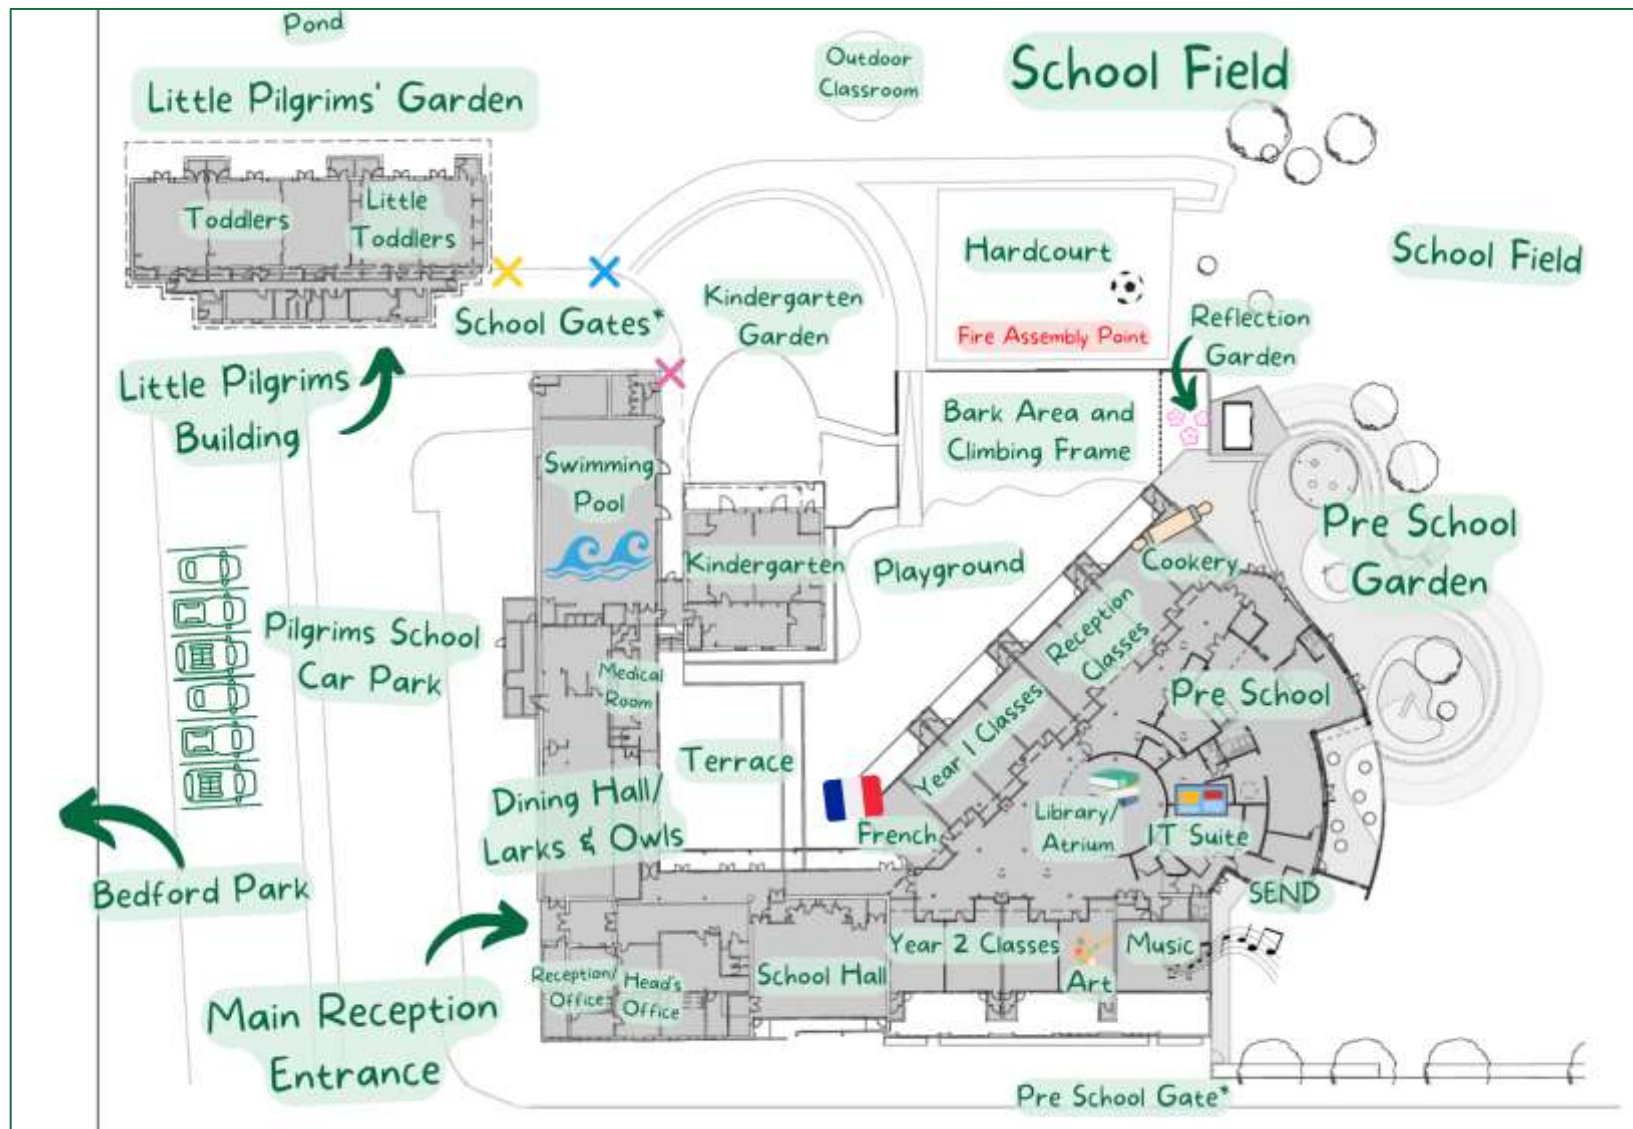 Pond
Little Pilgrims' Garden
Outdoor
Classroom
School Field
Toddlers
Little
Toddlers
Hardcourt
School Field
School Gates*
Kindergarten
Garden
Fire Assembly Point
Reflection
Garden
Little Pilgrims
Building
Bark Area and
Climbing Frame
Swimming
Pool
Pre School
Garden
Kindergarten
Playground
Cookery
Reception
Classes
Pilgrims School
Car Park
Medical
Room
Pre School
Year 1 Classes
Terrace
Dining Hall/
Larks & Owls
French
Library/
Atrium
IT Suite
Bedford Park
SEND
Year 2 Classes
Music
Reception/
Office
Head's
Office
School Hall
Art
Main Reception
Entrance
Pre School Gate*